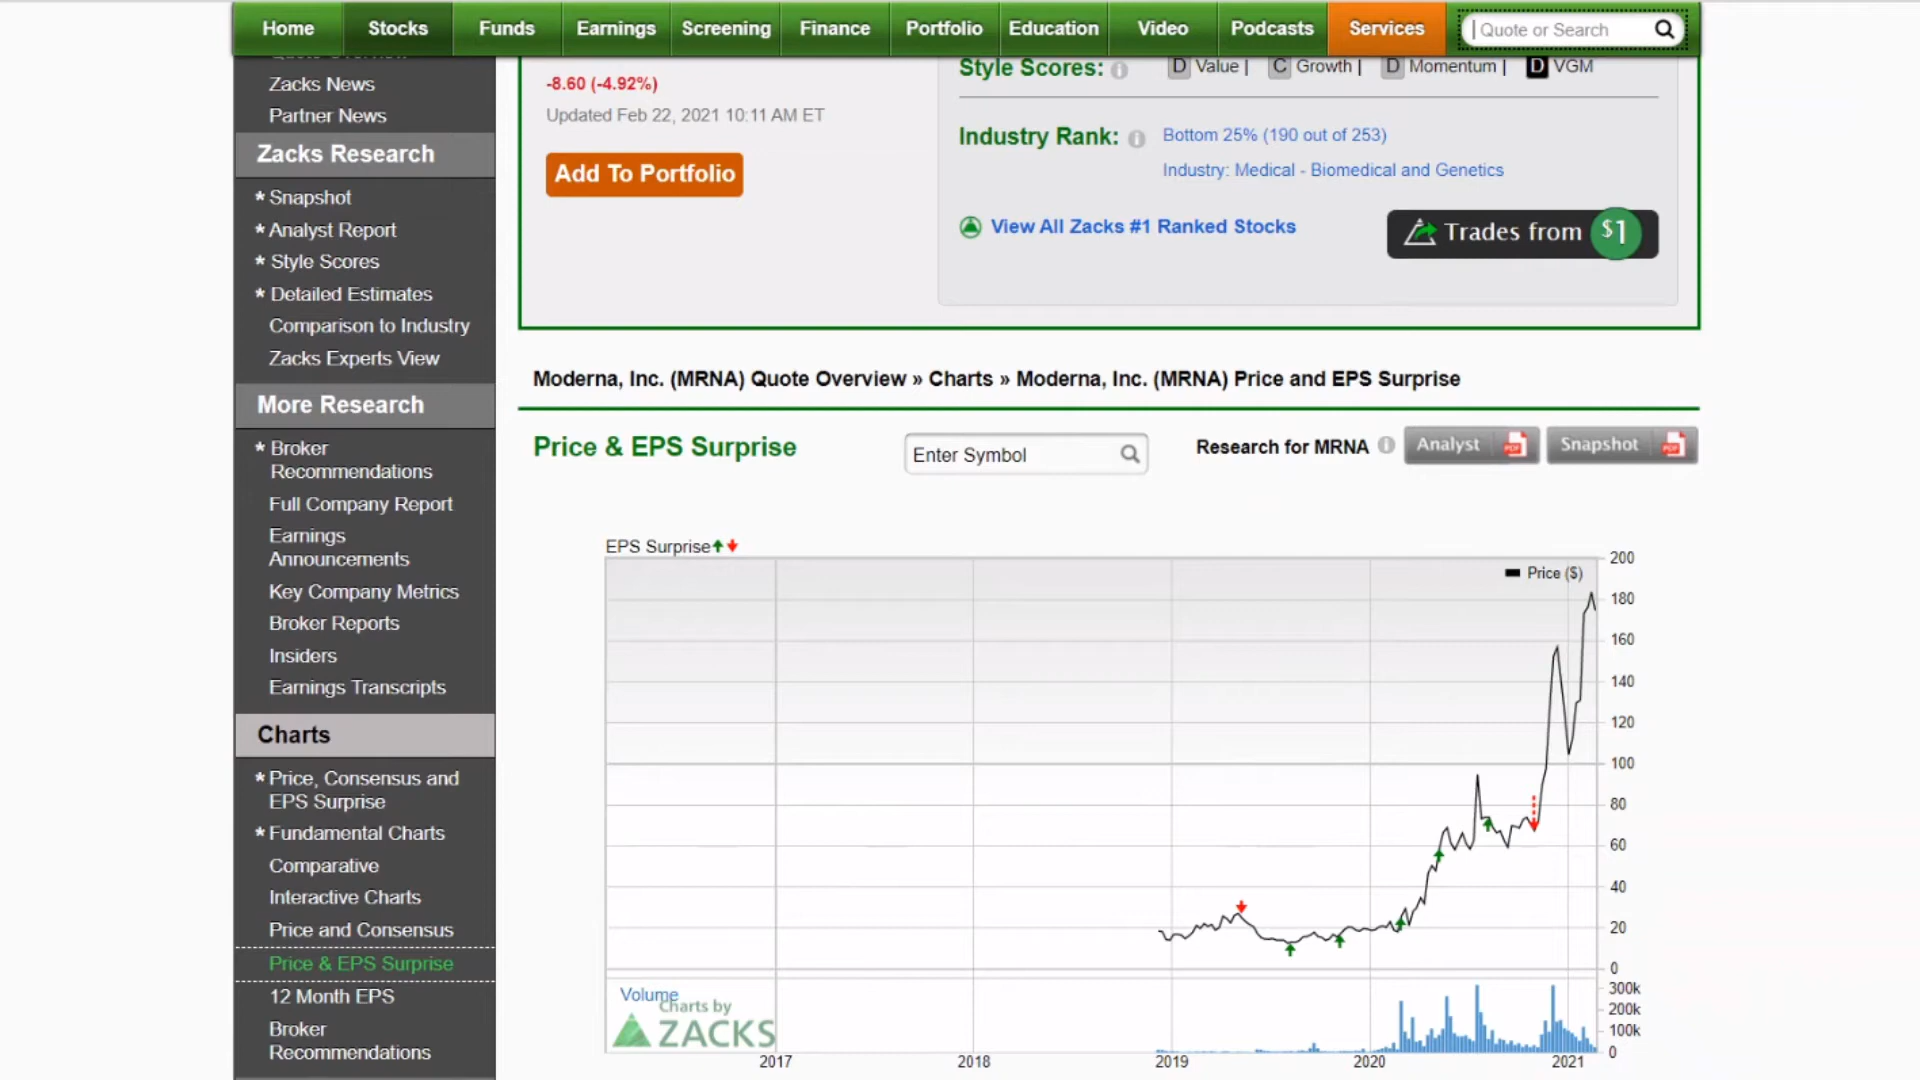 Home Stocks Funds Earnings Screening Finance Portfolio Education Video Podcasts Services Quote or Search
Zacks News
Partner News
Zacks Research
* Snapshot
* Analyst Report
* Style Scores
* Detailed Estimates
Comparison to Industry
Zacks Experts View
More Research
* Broker
Recommendations
Full Company Report
Earnings
Announcements
Key Company Metrics
Broker Reports
Insiders
Earnings Transcripts
Charts
* Price, Consensus and
EPS Surprise
* Fundamental Charts
Comparative
Interactive Charts
Price and Consensus
Price & EPS Surprise
12 Month EPS
Broker
Recommendations
-8.60 (-4.92%)
Updated Feb 22, 2021 10:11 AM ET
Add To Portfolio
Style Scores: D Value | C Growth | D Momentum | D VGM
Industry Rank: Bottom 25% (190 out of 253)
Industry: Medical - Biomedical and Genetics
View All Zacks #1 Ranked Stocks
Trades from $1
Moderna, Inc. (MRNA) Quote Overview » Charts » Moderna, Inc. (MRNA) Price and EPS Surprise
Price & EPS Surprise
Enter Symbol
Research for MRNA Analyst PDF Snapshot PDF
EPS Surprise
Price ($)
200
180
160
140
120
100
80
60
40
20
0
Volume
Charts by
ZACKS
300k
200k
100k
0
2017 2018 2019 2020 2021